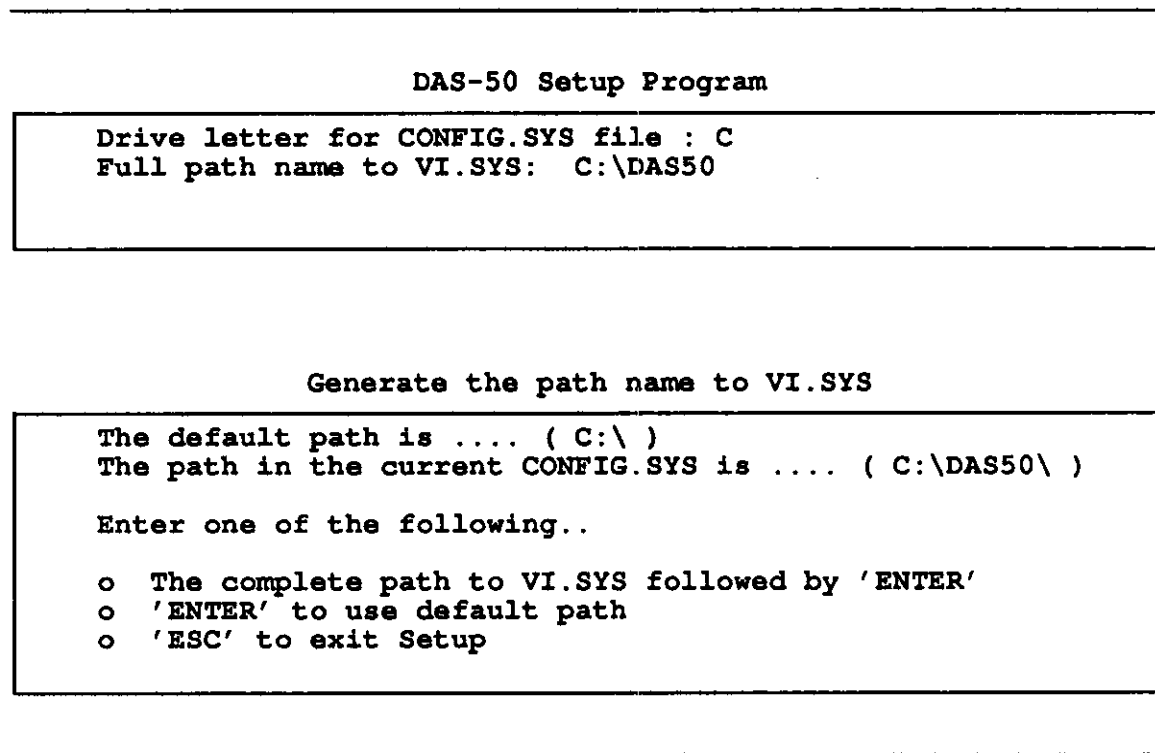 DAS-50 Setup Program
Drive letter for CONFIG.SYS file : C
Full path name to VI.SYS:  C:\DAS50
Generate the path name to VI.SYS
The default path is .... ( C:\ )
The path in the current CONFIG.SYS is .... ( C:\DAS50\ )
Enter one of the following..
o  The complete path to VI.SYS followed by 'ENTER'
o  'ENTER' to use default path
o  'ESC' to exit Setup